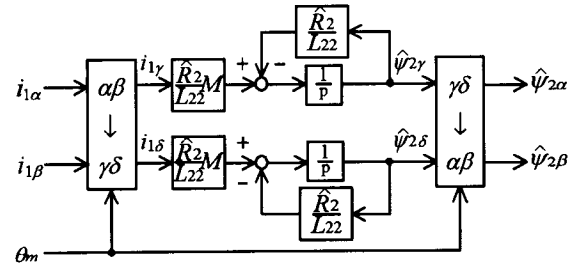 R̂2
L22
i1γ R̂2 + − 1 ψ̂2γ
L22 M p
i1α αβ γδ ψ̂2α
↓ ↓
i1β γδ αβ ψ̂2β
i1δ R̂2 + 1 ψ̂2δ
L22 M − p
R̂2
L22
θm